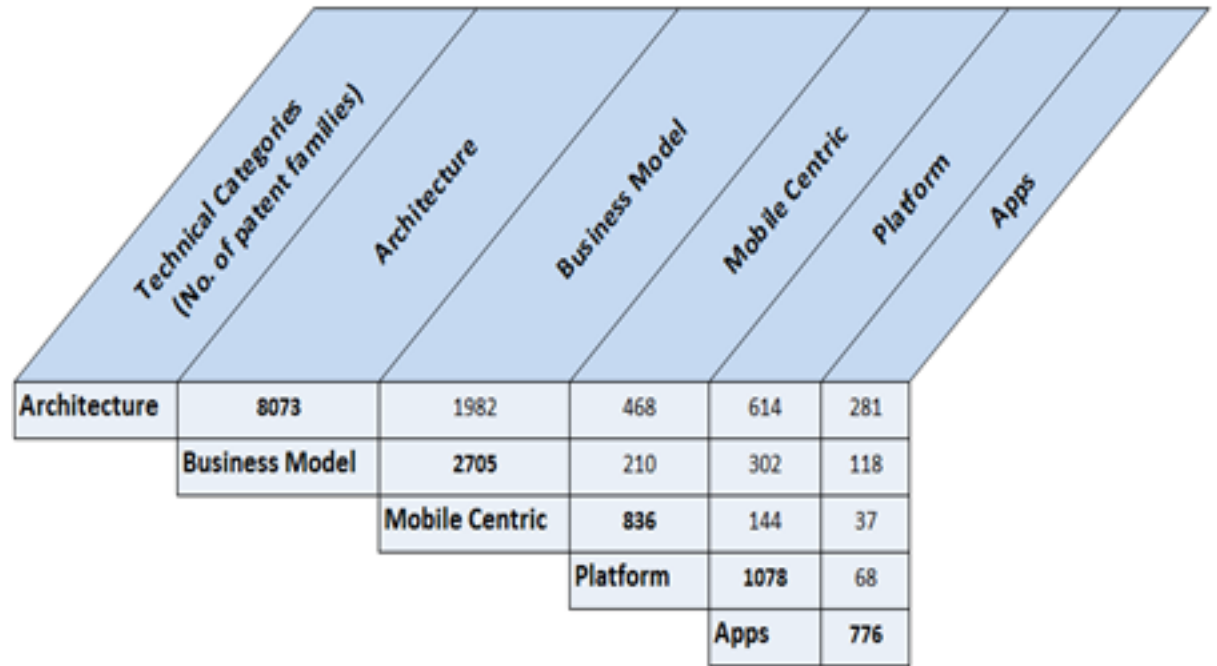 Technical Categories
(No. of patent families)
Architecture
Business Model
Mobile Centric
Platform
Apps
Architecture 8073 1982 468 614 281
Business Model 2705 210 302 118
Mobile Centric 836 144 37
Platform 1078 68
Apps 776